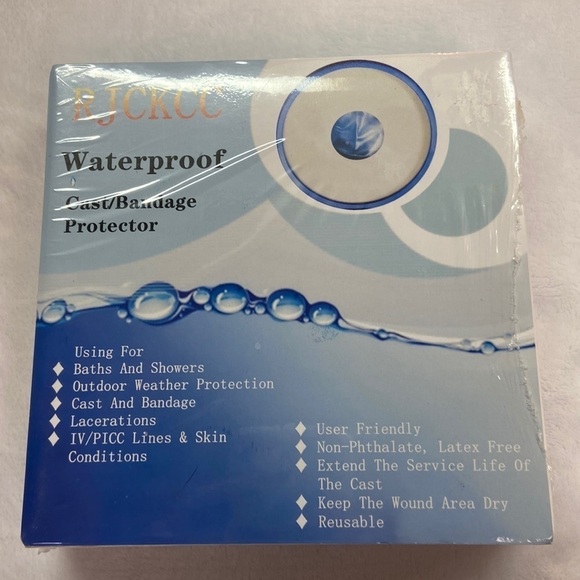 RJCKCC
Waterproof
Cast/Bandage
Protector
Using For
Baths And Showers
Outdoor Weather Protection
Cast And Bandage
Lacerations
IV/PICC Lines & Skin
Conditions
User Friendly
Non-Phthalate, Latex Free
Extend The Service Life Of
The Cast
Keep The Wound Area Dry
Reusable